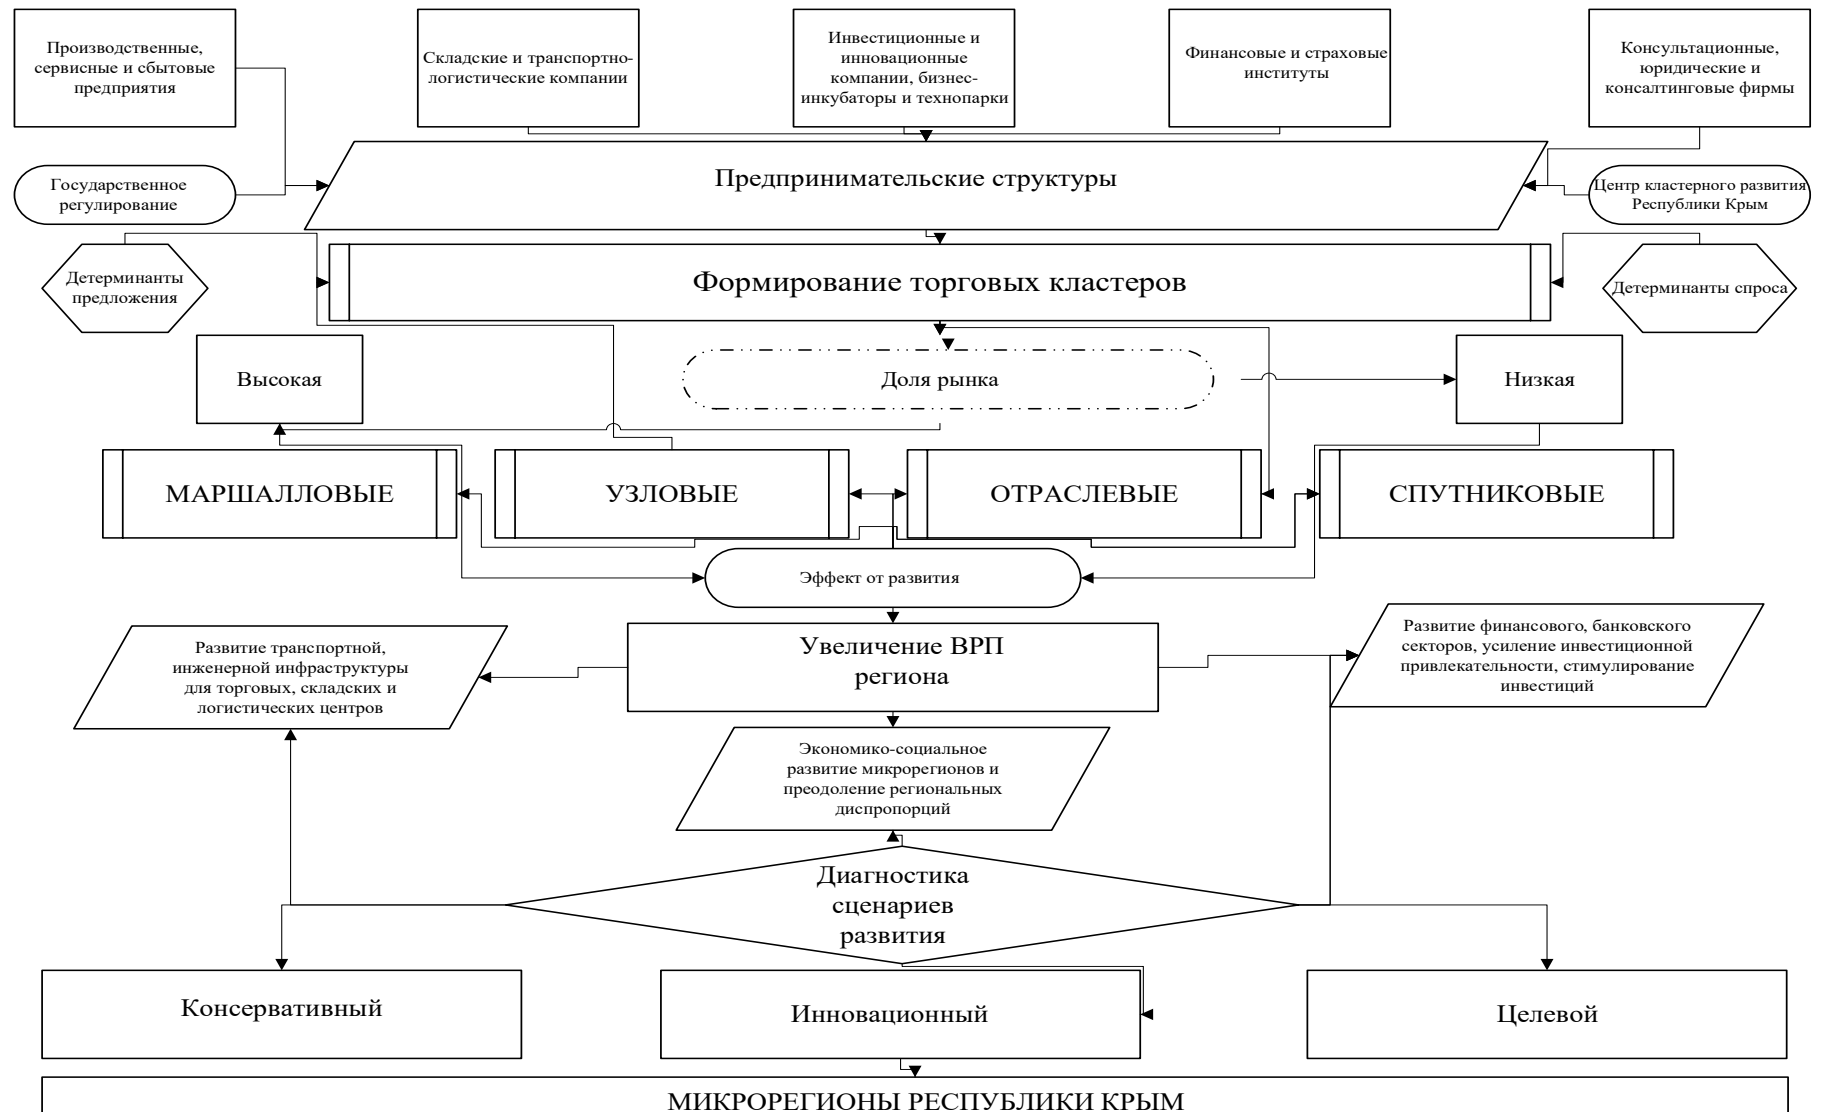 Производственные,
сервисные и сбытовые
предприятия
Складские и транспортно-
логистические компании
Инвестиционные и
инновационные
компании, бизнес-
инкубаторы и технопарки
Финансовые и страховые
институты
Консультационные,
юридические и
консалтинговые фирмы
Государственное
регулирование
Предпринимательские структуры
Центр кластерного развития
Республики Крым
Детерминанты
предложения
Формирование торговых кластеров
Детерминанты спроса
Высокая
Доля рынка
Низкая
МАРШАЛЛОВЫЕ
УЗЛОВЫЕ
ОТРАСЛЕВЫЕ
СПУТНИКОВЫЕ
Эффект от развития
Развитие транспортной,
инженерной инфраструктуры
для торговых, складских и
логистических центров
Увеличение ВРП
региона
Развитие финансового, банковского
секторов, усиление инвестиционной
привлекательности, стимулирование
инвестиций
Экономико-социальное
развитие микрорегионов и
преодоление региональных
диспропорций
Диагностика
сценариев
развития
Консервативный
Инновационный
Целевой
МИКРОРЕГИОНЫ РЕСПУБЛИКИ КРЫМ